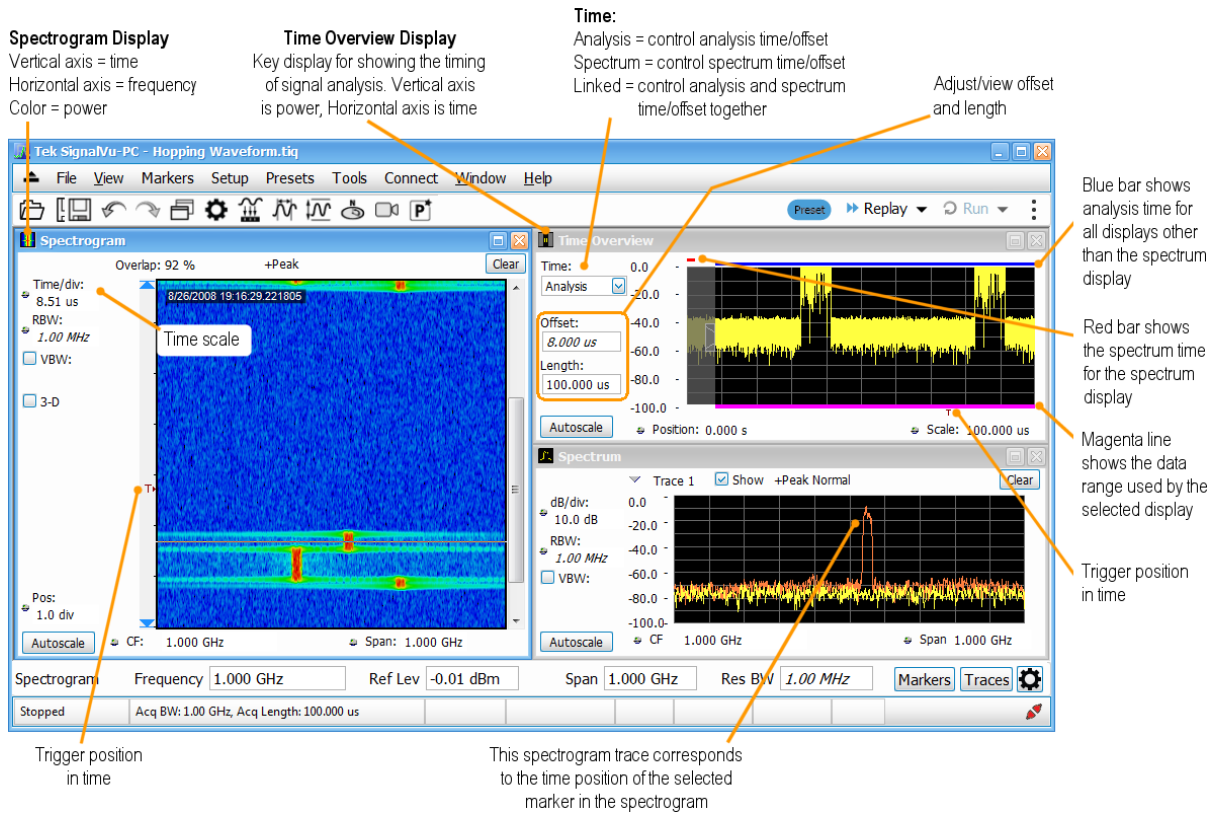 Time:
Spectrogram Display
Time Overview Display
Analysis = control analysis time/offset
Vertical axis = time
Key display for showing the timing
Spectrum = control spectrum time/offset
Horizontal axis = frequency
of signal analysis. Vertical axis
Linked = control analysis and spectrum
Color = power
is power, Horizontal axis is time
time/offset together
Adjust/view offset
and length
Tek SignalVu-PC - Hopping Waveform.tiq
File View Markers Setup Presets Tools Connect Window Help
Preset Replay Run
Spectrogram
Overlap: 92 % +Peak Clear
Time/div:
8.51 us
8/26/2008 19:16:29.221805
RBW:
1.00 MHz
Time scale
VBW:
3-D
T
Pos:
1.0 div
Autoscale CF: 1.000 GHz Span: 1.000 GHz
Time Overview
Time:
Analysis
Offset:
8.000 us
Length:
100.000 us
0.0
-20.0
-40.0
-60.0
-80.0
-100.0
T
Autoscale Position: 0.000 s Scale: 100.000 us
Spectrum
Trace 1 Show +Peak Normal Clear
dB/div:
10.0 dB
RBW:
1.00 MHz
VBW:
0.0
-20.0
-40.0
-60.0
-80.0
-100.0
Autoscale CF 1.000 GHz Span 1.000 GHz
Spectrogram Frequency 1.000 GHz Ref Lev -0.01 dBm Span 1.000 GHz Res BW 1.00 MHz Markers Traces
Stopped Acq BW: 1.00 GHz, Acq Length: 100.000 us
Blue bar shows
analysis time for
all displays other
than the spectrum
display
Red bar shows
the spectrum time
for the spectrum
display
Magenta line
shows the data
range used by the
selected display
Trigger position
in time
Trigger position
in time
This spectrogram trace corresponds
to the time position of the selected
marker in the spectrogram